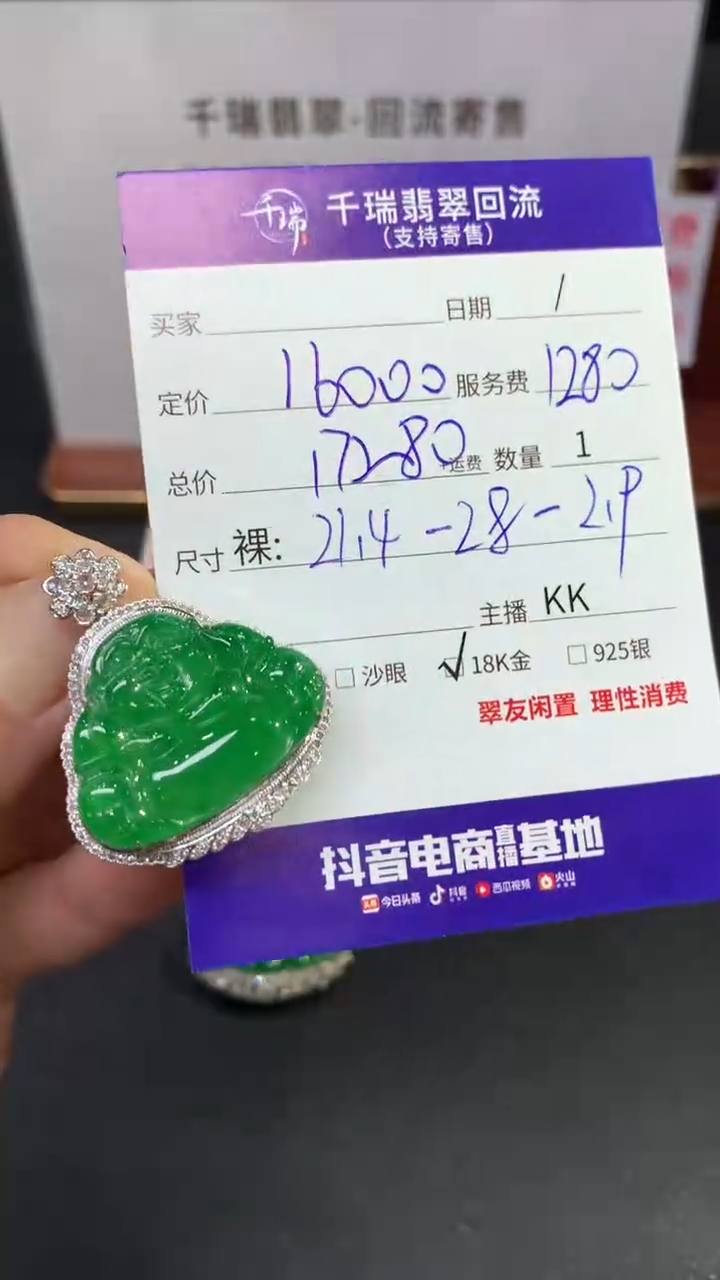 千瑞翡翠·回流寄售
千瑞 千瑞翡翠回流
(支持寄售)
买家 日期 /
定价 16000 服务费 1280
总价 17280 +运费 数量 1
尺寸 裸: 21.4-28-2.9
主播 KK
沙眼 18K金 925银
翠友闲置 理性消费
抖音电商直播基地
头条 今日头条 抖音 西瓜视频 火山